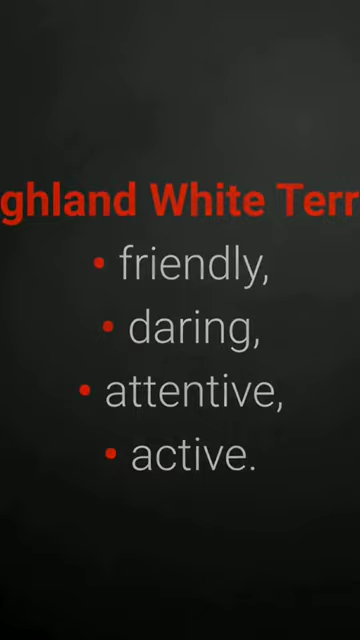 ghland White Terr
• friendly,
• daring,
• attentive,
• active.